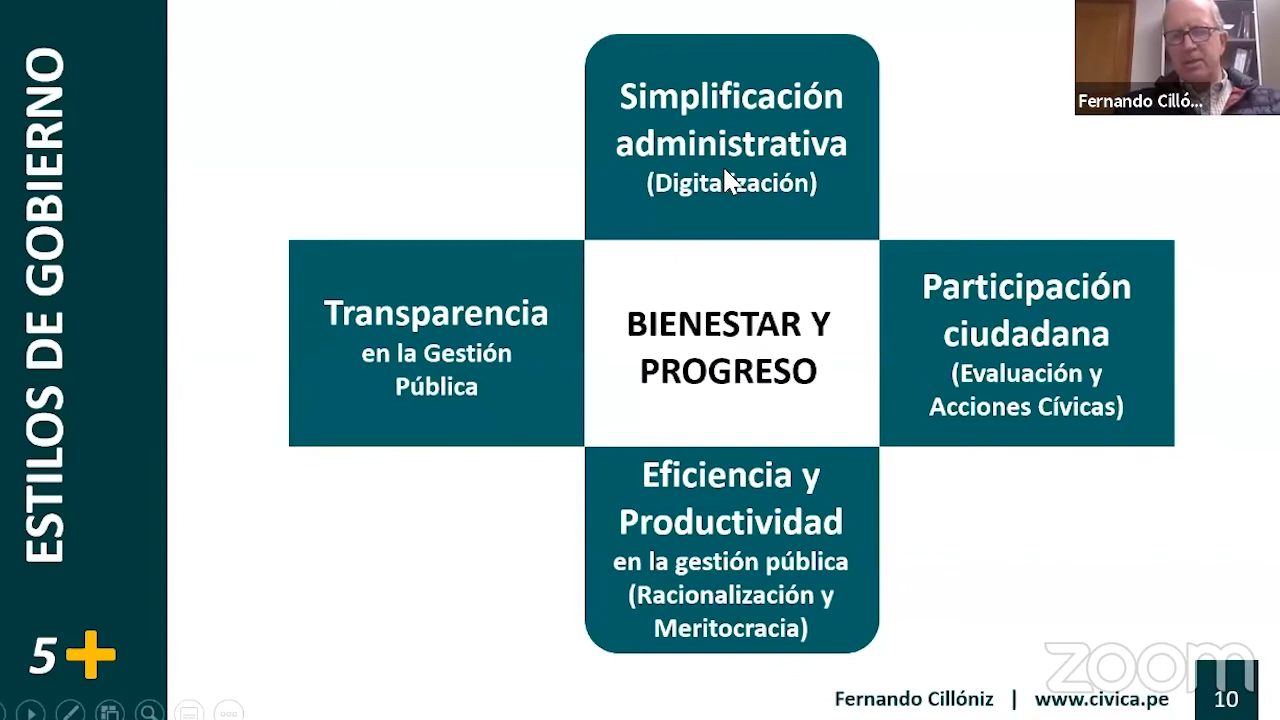 ESTILOS DE GOBIERNO
Fernando Cilló...
Simplificación
administrativa
(Digitalización)
Transparencia
en la Gestión
Pública
BIENESTAR Y
PROGRESO
Participación
ciudadana
(Evaluación y
Acciones Cívicas)
Eficiencia y
Productividad
en la gestión pública
(Racionalización y
Meritocracia)
5+
zoom
Fernando Cillóniz | www.civica.pe
10